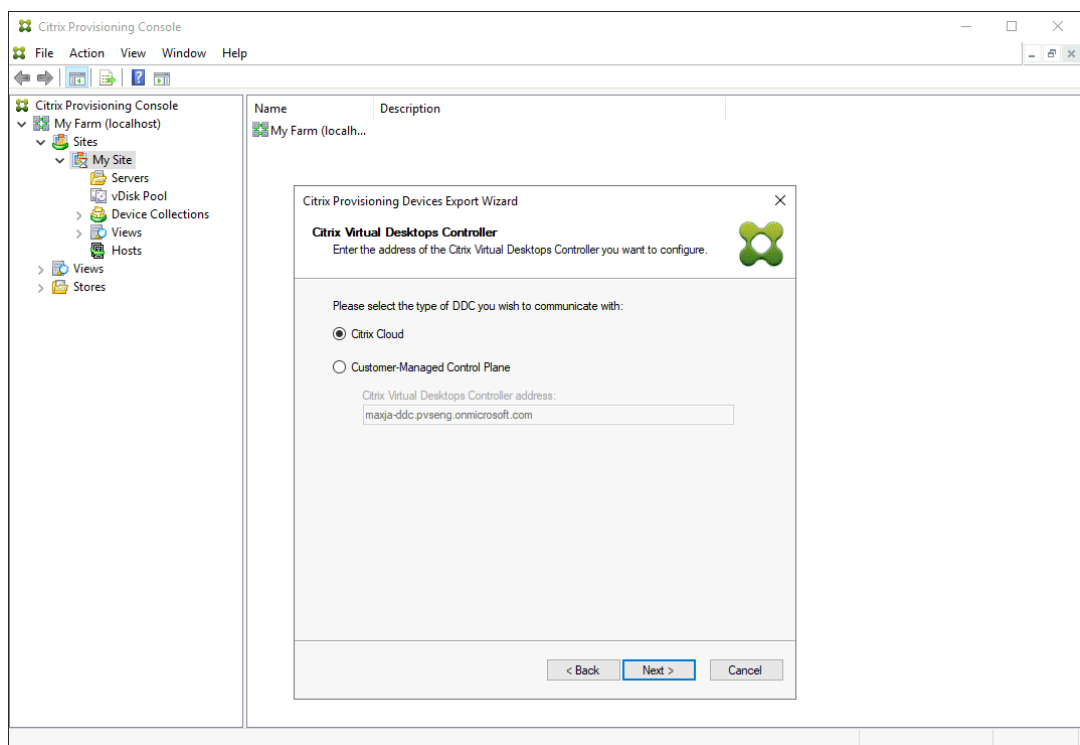 Citrix Provisioning Console
File Action View Window Help
Citrix Provisioning Console
My Farm (localhost)
Sites
My Site
Servers
vDisk Pool
Device Collections
Views
Hosts
Views
Stores
Name Description
My Farm (localh...
Citrix Provisioning Devices Export Wizard
Citrix Virtual Desktops Controller
Enter the address of the Citrix Virtual Desktops Controller you want to configure.
Please select the type of DDC you wish to communicate with:
Citrix Cloud
Customer-Managed Control Plane
Citrix Virtual Desktops Controller address:
maxja-ddc.pvseng.onmicrosoft.com
< Back Next > Cancel